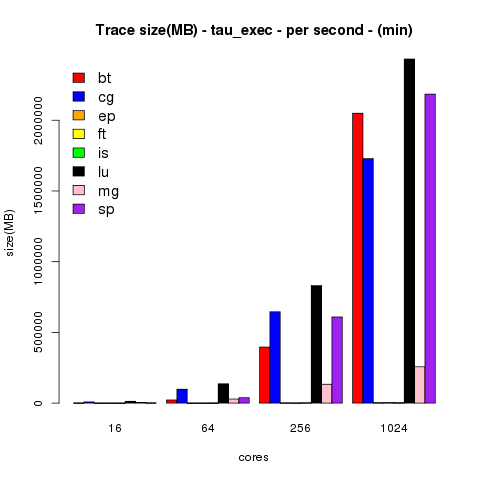 Trace size(MB) - tau_exec - per second - (min)
bt
cg
ep
ft
is
lu
mg
sp
size(MB)
2000000
1500000
1000000
500000
0
16 64 256 1024
cores